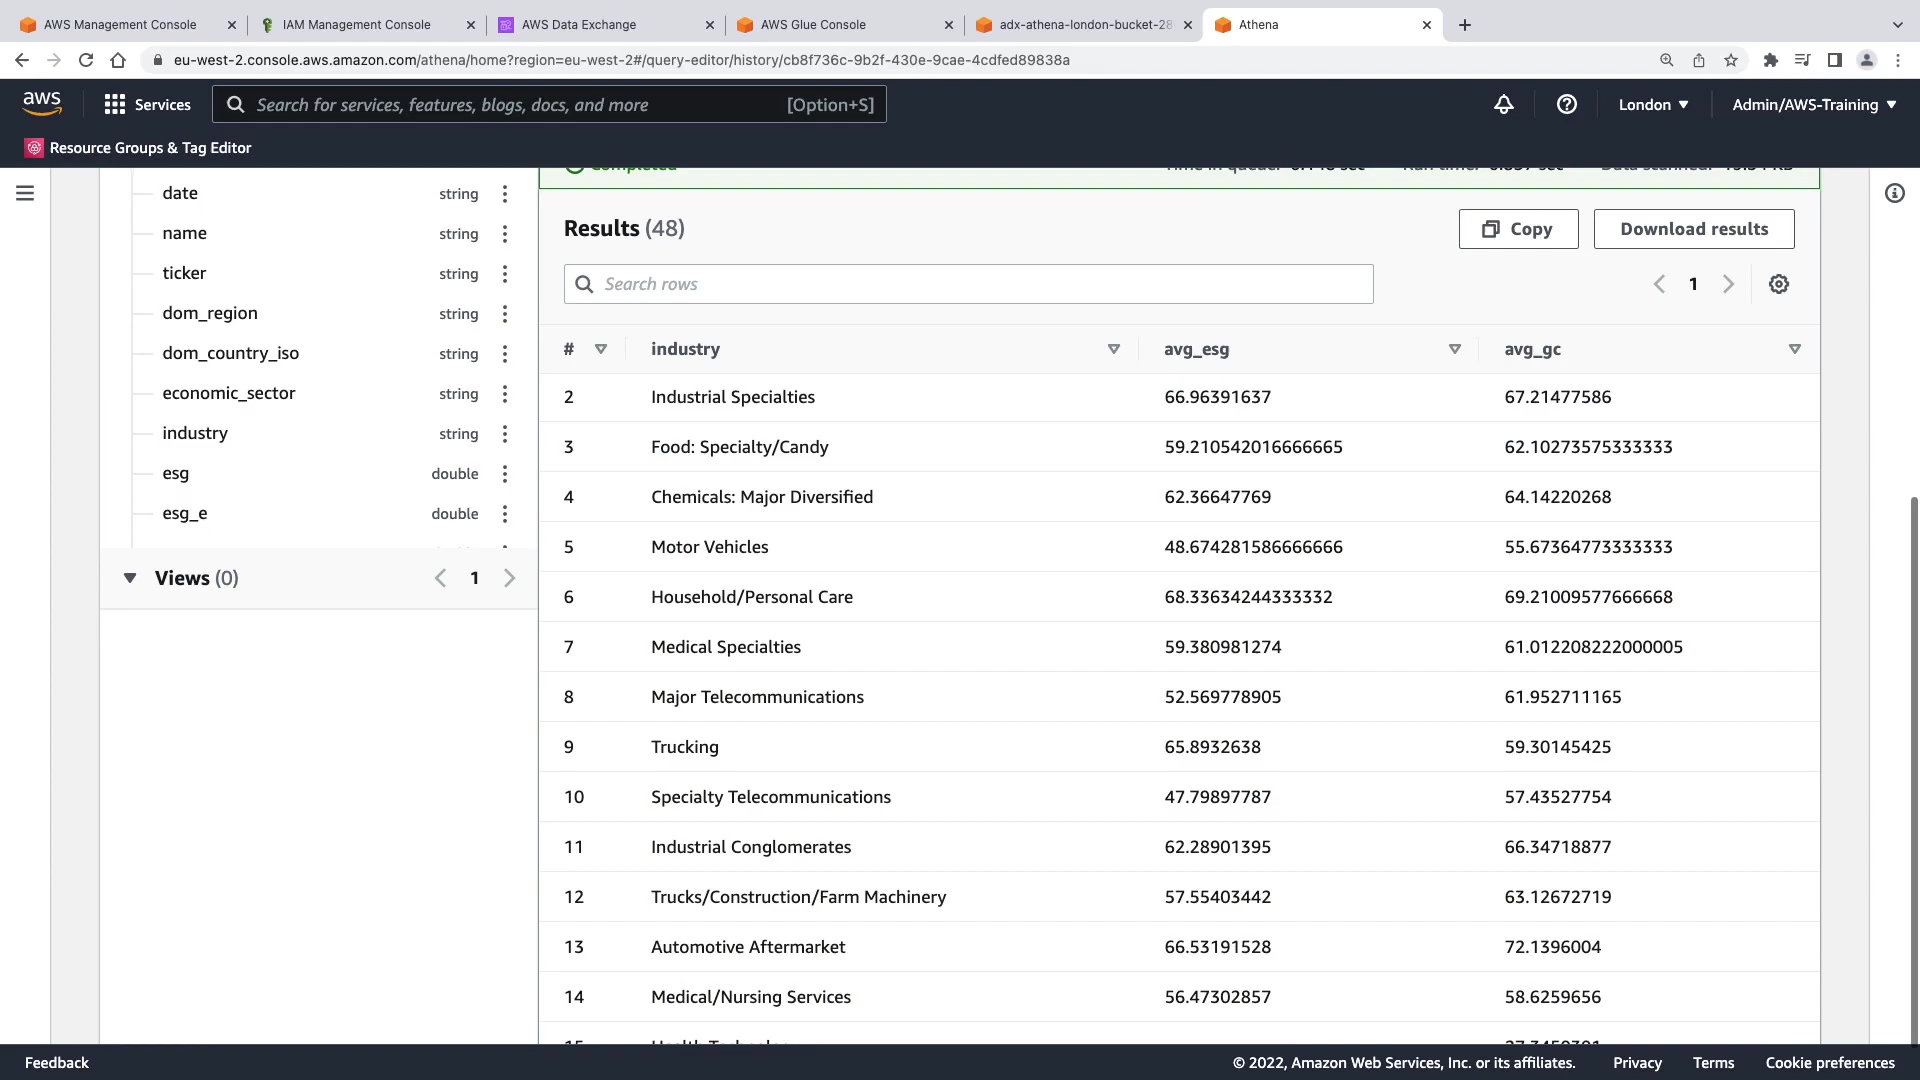 AWS Management Console
IAM Management Console
AWS Data Exchange
AWS Glue Console
adx-athena-london-bucket-28
Athena
eu-west-2.console.aws.amazon.com/athena/home?region=eu-west-2#/query-editor/history/cb8f736c-9b2f-430e-9cae-4cdfed89838a
aws
Services
Search for services, features, blogs, docs, and more
[Option+S]
London
Admin/AWS-Training
Resource Groups & Tag Editor
date string
name string
ticker string
dom_region string
dom_country_iso string
economic_sector string
industry string
esg double
esg_e double
Views (0) 1
Completed
Results (48)
Copy
Download results
Search rows
1
# industry avg_esg avg_gc
2 Industrial Specialties 66.96391637 67.21477586
3 Food: Specialty/Candy 59.210542016666665 62.10273575333333
4 Chemicals: Major Diversified 62.36647769 64.14220268
5 Motor Vehicles 48.674281586666666 55.67364773333333
6 Household/Personal Care 68.33634244333332 69.21009577666668
7 Medical Specialties 59.380981274 61.012208222000005
8 Major Telecommunications 52.569778905 61.952711165
9 Trucking 65.8932638 59.30145425
10 Specialty Telecommunications 47.79897787 57.43527754
11 Industrial Conglomerates 62.28901395 66.34718877
12 Trucks/Construction/Farm Machinery 57.55403442 63.12672719
13 Automotive Aftermarket 66.53191528 72.1396004
14 Medical/Nursing Services 56.47302857 58.6259656
Feedback
© 2022, Amazon Web Services, Inc. or its affiliates.
Privacy
Terms
Cookie preferences